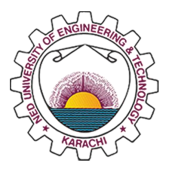 NED UNIVERSITY OF ENGINEERING & TECHNOLOGY
KARACHI